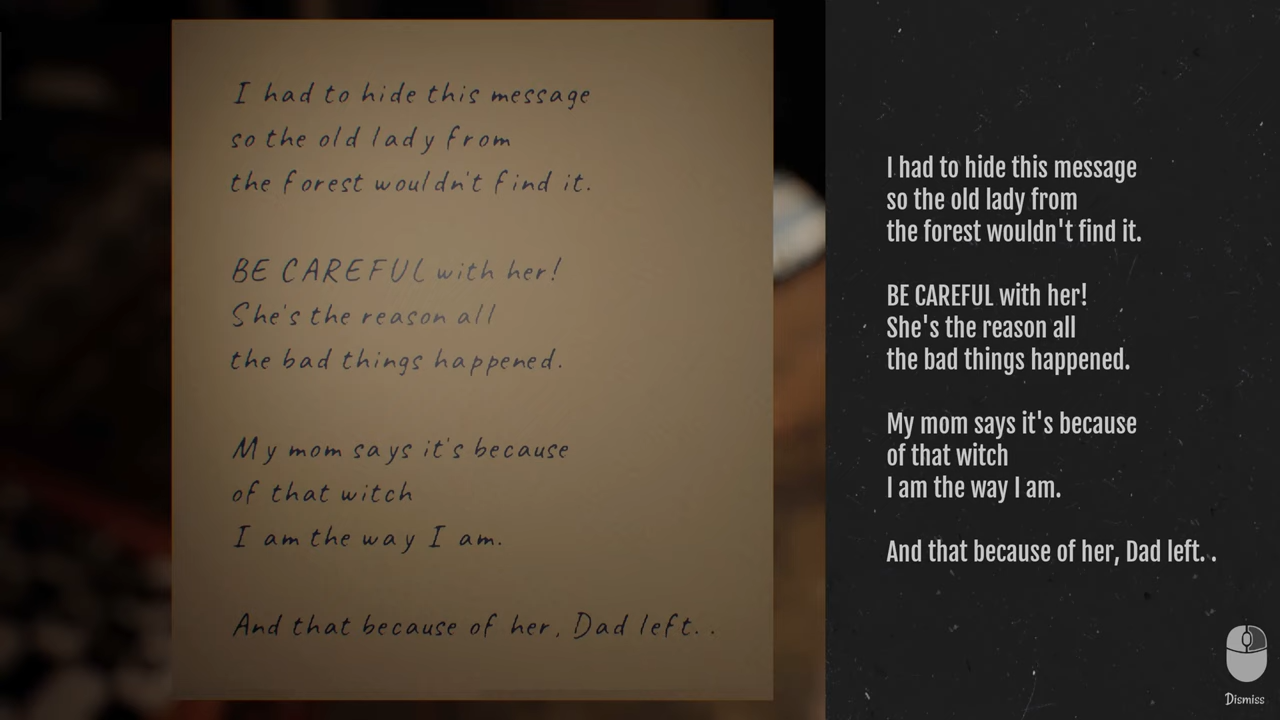 I had to hide this message
so the old lady from
the forest wouldn't find it.
BE CAREFUL with her!
She's the reason all
the bad things happened.
My mom says it's because
of that witch
I am the way I am.
And that because of her, Dad left. .
I had to hide this message
so the old lady from
the forest wouldn't find it.
BE CAREFUL with her!
She's the reason all
the bad things happened.
My mom says it's because
of that witch
I am the way I am.
And that because of her, Dad left. .
Dismiss